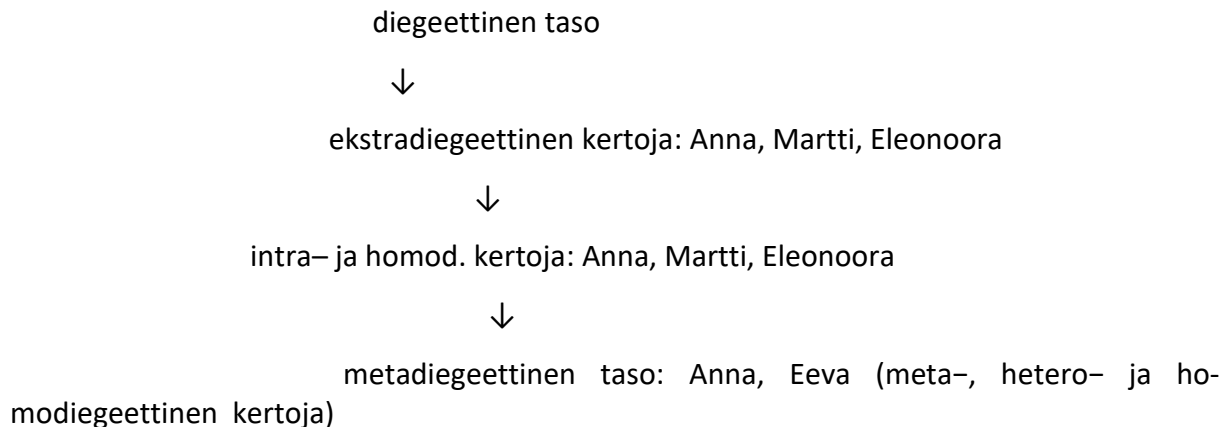 diegeettinen taso
↓
ekstradiegeettinen kertoja: Anna, Martti, Eleonoora
↓
intra– ja homod. kertoja: Anna, Martti, Eleonoora
↓
metadiegeettinen taso: Anna, Eeva (meta−, hetero− ja ho-
modiegeettinen kertoja)